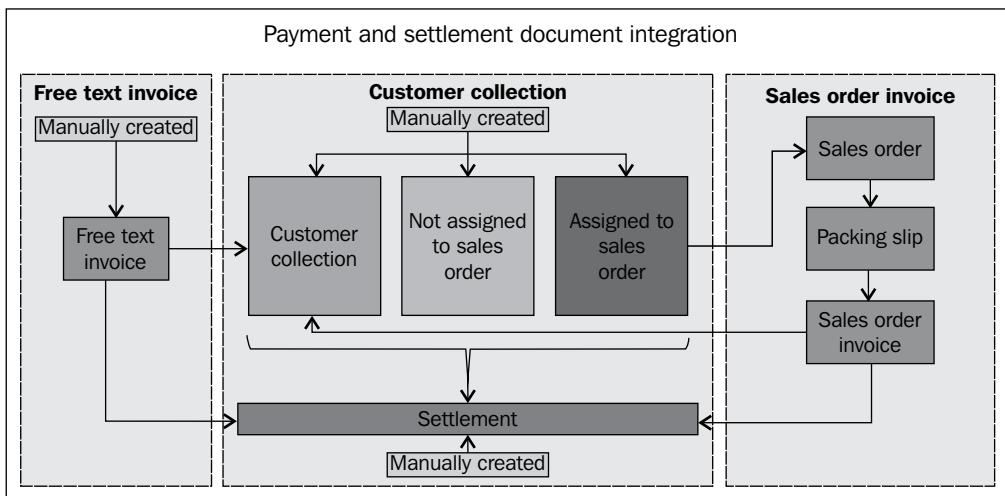 Payment and settlement document integration
Free text invoice
Manually created
Free text
invoice
Customer collection
Manually created
Customer
collection
Not assigned
to sales
order
Assigned to
sales
order
Settlement
Manually created
Sales order invoice
Sales order
Packing slip
Sales order
invoice